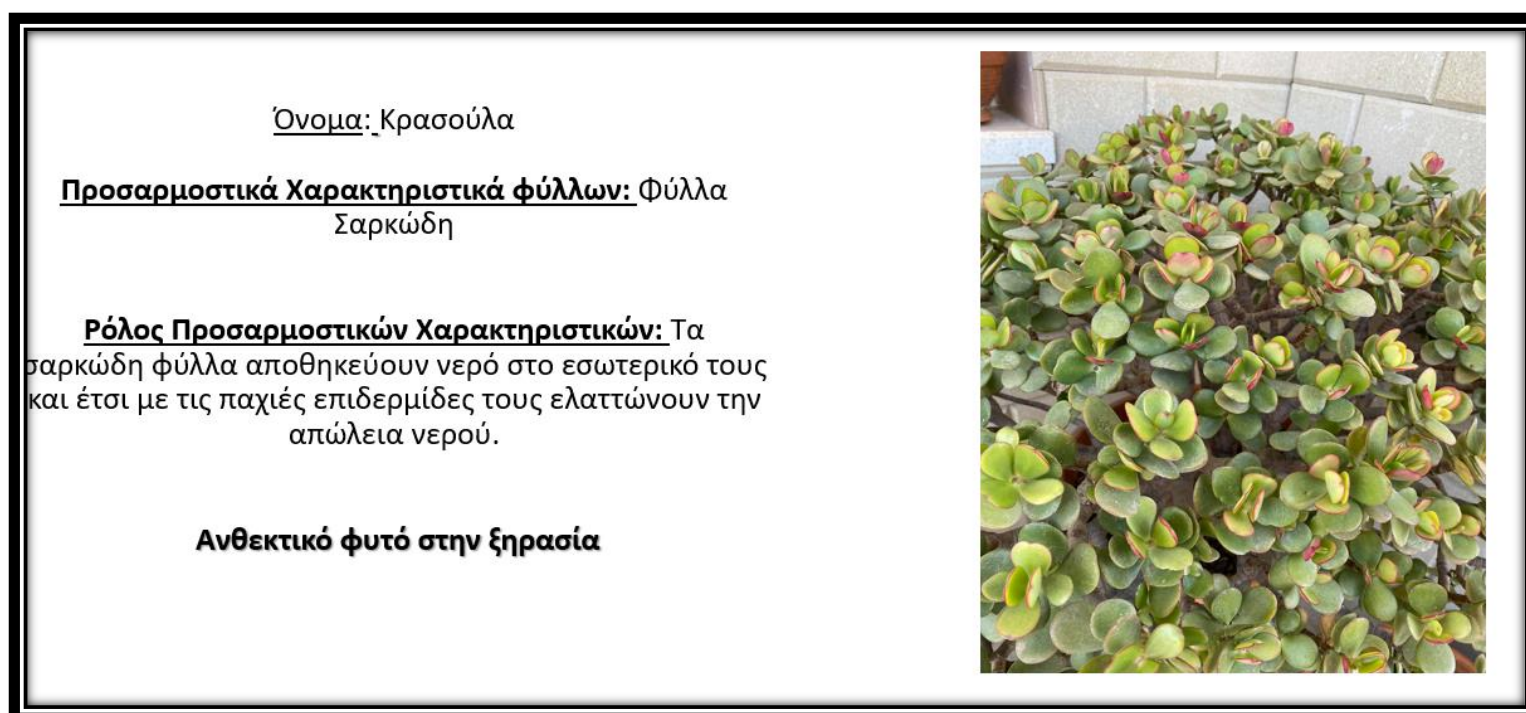 Όνομα: Κρασούλα
Προσαρμοστικά Χαρακτηριστικά φύλλων: Φύλλα
Σαρκώδη
Ρόλος Προσαρμοστικών Χαρακτηριστικών: Τα
σαρκώδη φύλλα αποθηκεύουν νερό στο εσωτερικό τους
και έτσι με τις παχιές επιδερμίδες τους ελαττώνουν την
απώλεια νερού.
Ανθεκτικό φυτό στην ξηρασία